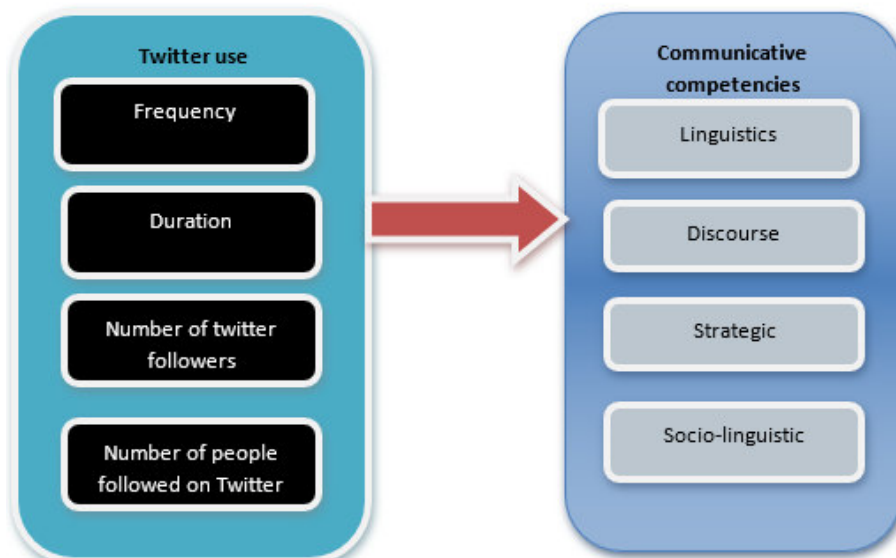 Twitter use
Frequency
Duration
Number of twitter
followers
Number of people
followed on Twitter
Communicative
competencies
Linguistics
Discourse
Strategic
Socio-linguistic